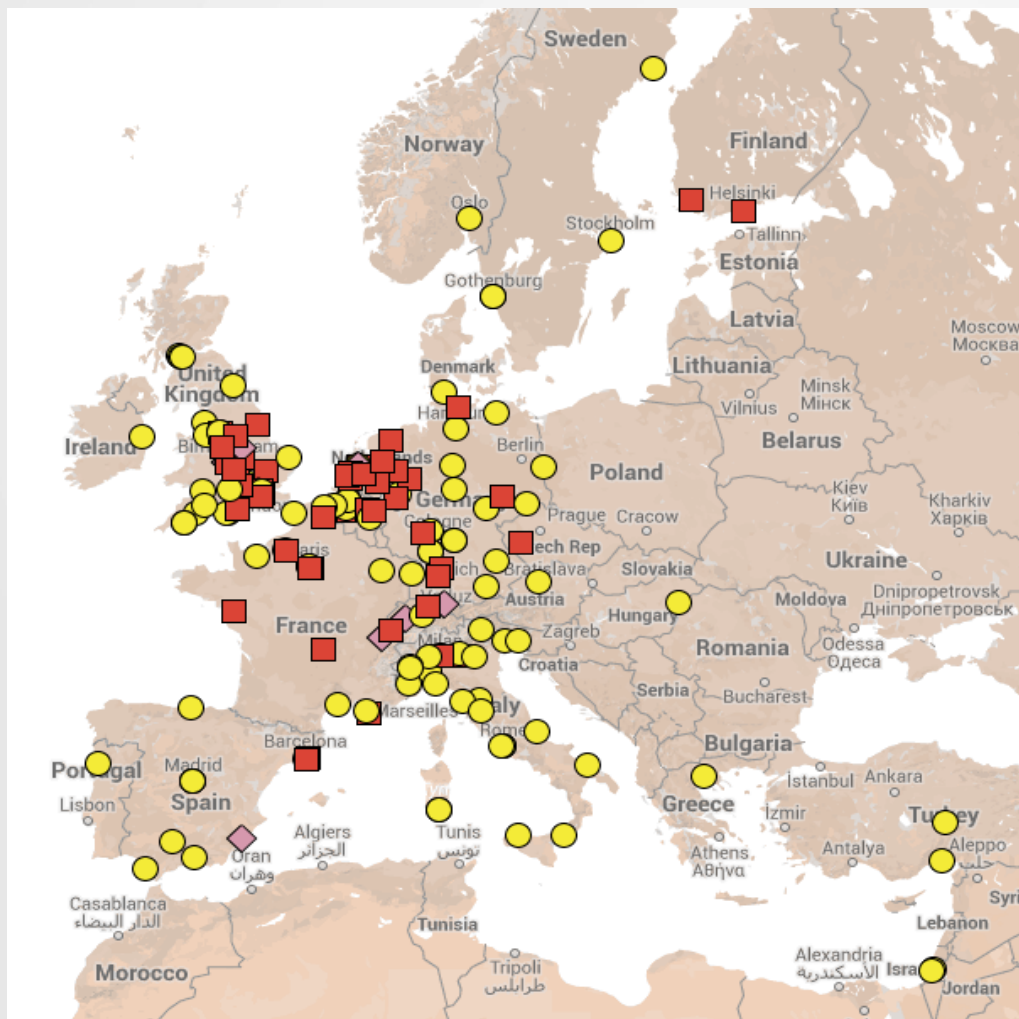 Sweden
Norway
Finland
Oslo
Helsinki
Stockholm
Tallinn
Estonia
Gothenburg
Latvia
Moscow
Москва
Denmark
Lithuania
United
Kingdom
Minsk
Мінск
Vilnius
Ireland
Belarus
Berlin
Poland
Kiev
Київ
Kharkiv
Харків
Prague
Cracow
Ukraine
Bratislava
Slovakia
Austria
Moldova
Dnipropetrovsk
Дніпропетровськ
Hungary
France
Zagreb
Odessa
Одеса
Milan
Romania
Croatia
Serbia
Bucharest
Marseilles
Rome
Barcelona
Bulgaria
Madrid
İstanbul
Ankara
Lisbon
Spain
Greece
İzmir
Algiers
الجزائر
Tunis
تونس
Oran
وهران
Athens
Αθήνα
Antalya
Aleppo
حلب
Casablanca
الدار البيضاء
Tunisia
Lebanon
Morocco
Tripoli
طرابلس
Alexandria
الأسكندرية
Jordan